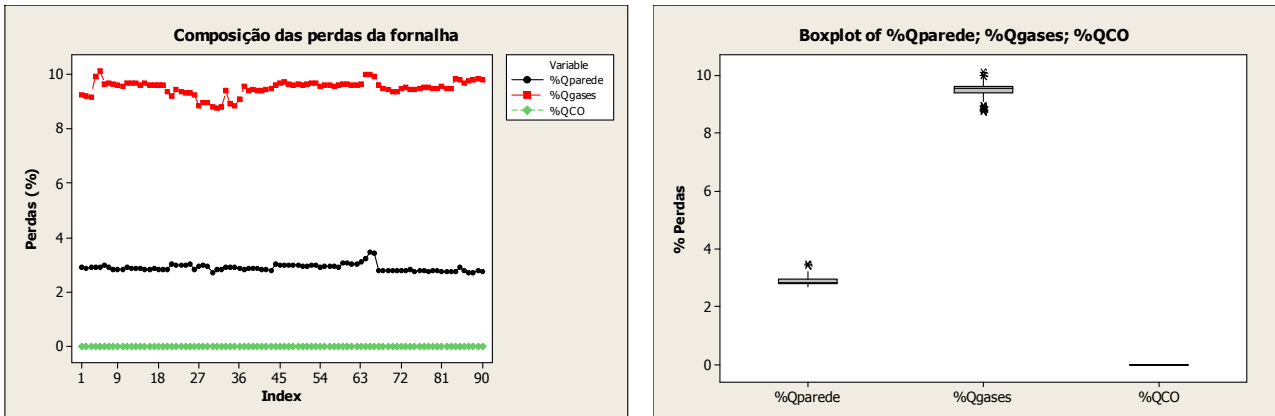 Composição das perdas da fornalha
Variable
%Qparede
%Qgases
%QCO
Perdas (%)
10
8
6
4
2
0
1 9 18 27 36 45 54 63 72 81 90
Index
Boxplot of %Qparede; %Qgases; %QCO
% Perdas
10
8
6
4
2
0
%Qparede %Qgases %QCO